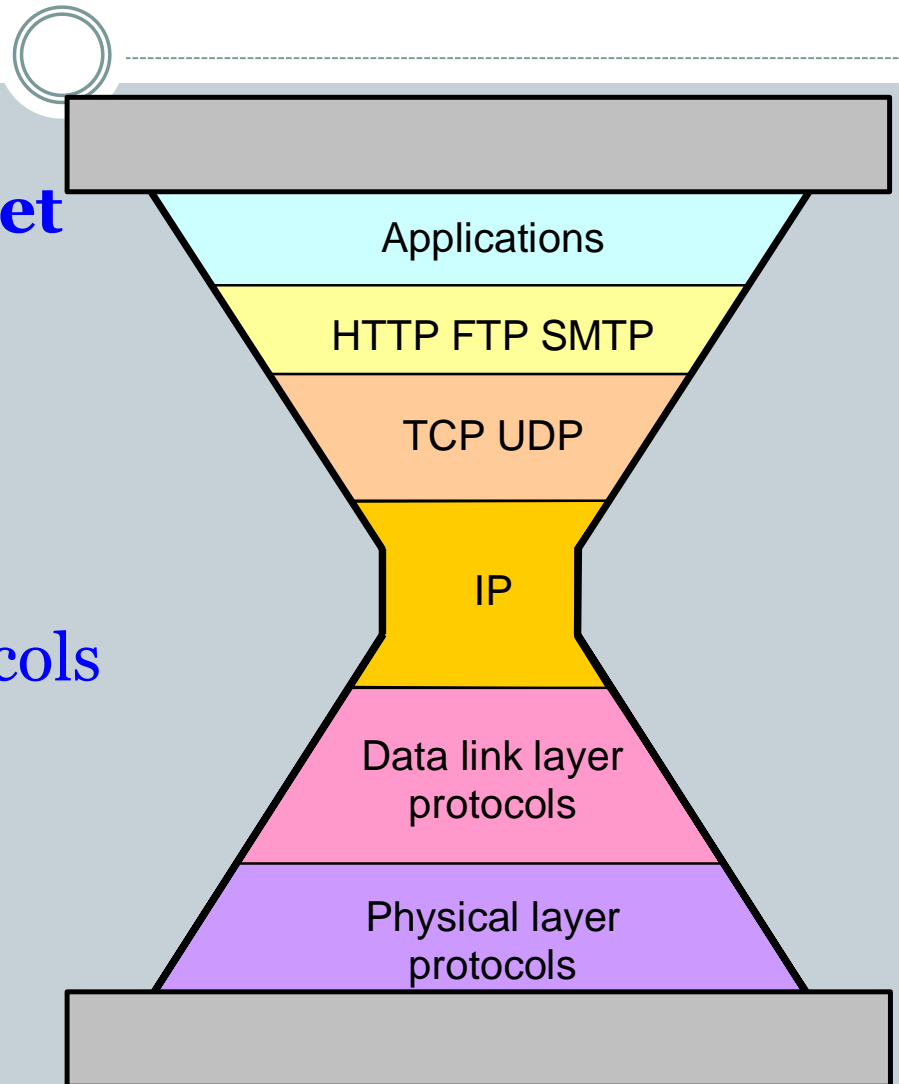 et
Applications
HTTP FTP SMTP
TCP UDP
IP
cols
Data link layer
protocols
Physical layer
protocols